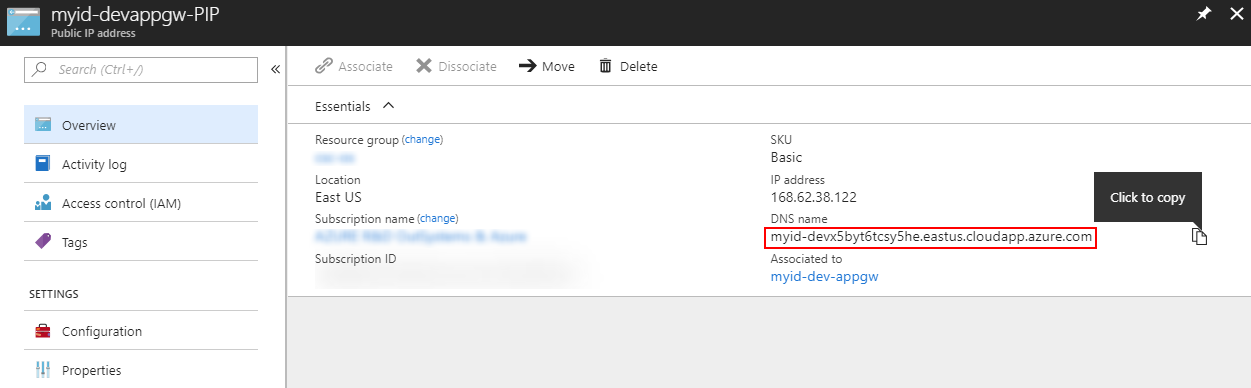 myid-devappgw-PIP
Public IP address
Search (Ctrl+/)
Associate Dissociate Move Delete
Essentials
Overview
Activity log
Access control (IAM)
Tags
SETTINGS
Configuration
Properties
Resource group (change)
Location
East US
Subscription name (change)
Subscription ID
SKU
Basic
IP address
168.62.38.122
DNS name
myid-devx5byt6tcsy5he.eastus.cloudapp.azure.com
Associated to
myid-dev-appgw
Click to copy